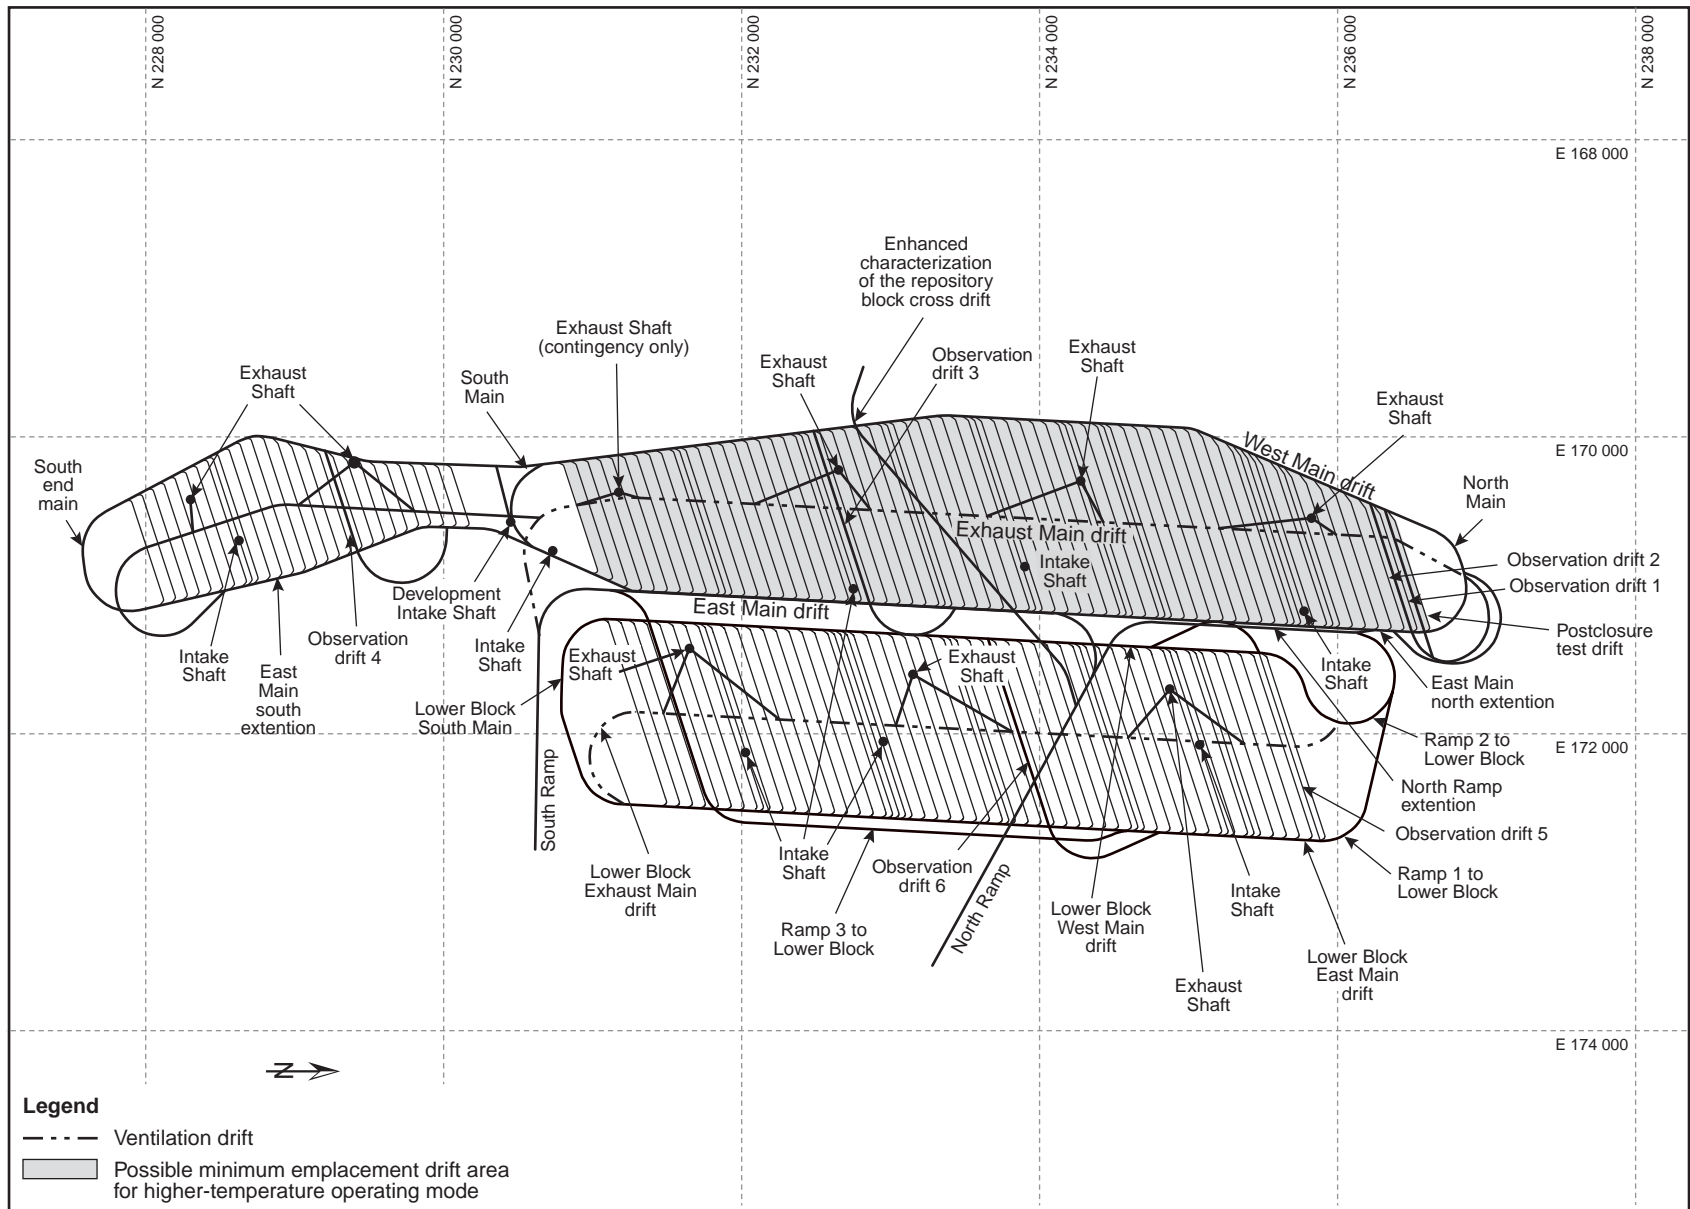 N 228 000
N 230 000
N 232 000
N 234 000
N 236 000
N 238 000
E 168 000
Enhanced
characterization
of the repository
block cross drift
Exhaust Shaft
(contingency only)
Exhaust
Shaft
Observation
drift 3
Exhaust
Shaft
Exhaust
Shaft
South
Main
Exhaust
Shaft
E 170 000
West Main drift
South
end
main
North
Main
Exhaust Main drift
Intake
Shaft
Observation drift 2
Observation drift 1
Postclosure
test drift
Development
Intake Shaft
East Main drift
Intake
Shaft
Observation
drift 4
Intake
Shaft
East
Main
south
extention
Exhaust
Shaft
Exhaust
Shaft
Intake
Shaft
East Main
north extention
Lower Block
South Main
Ramp 2 to
Lower Block
E 172 000
South Ramp
North Ramp
extention
Observation drift 5
Lower Block
Exhaust Main
drift
Intake
Shaft
Observation
drift 6
North Ramp
Ramp 1 to
Lower Block
Intake
Shaft
Lower Block
West Main
drift
Ramp 3 to
Lower Block
Lower Block
East Main
drift
Exhaust
Shaft
E 174 000
N
Legend
Ventilation drift
Possible minimum emplacement drift area
for higher-temperature operating mode